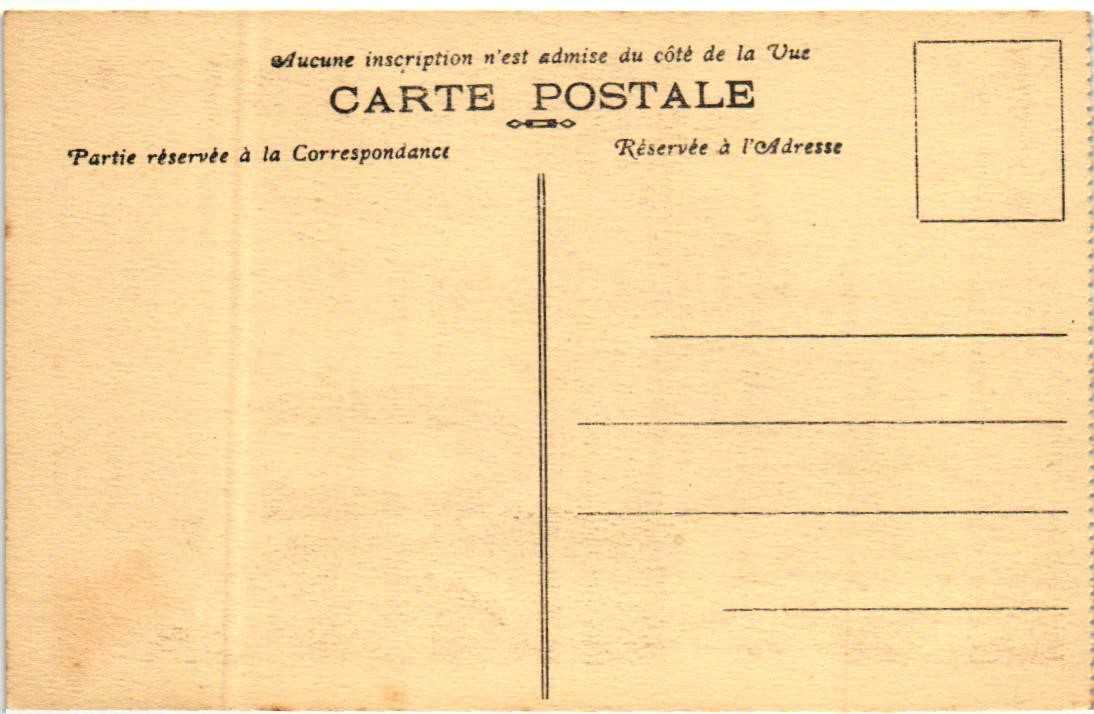 Aucune inscription n'est admise du côté de la Vue
CARTE POSTALE
Partie réservée à la Correspondance
Réservée à l'Adresse